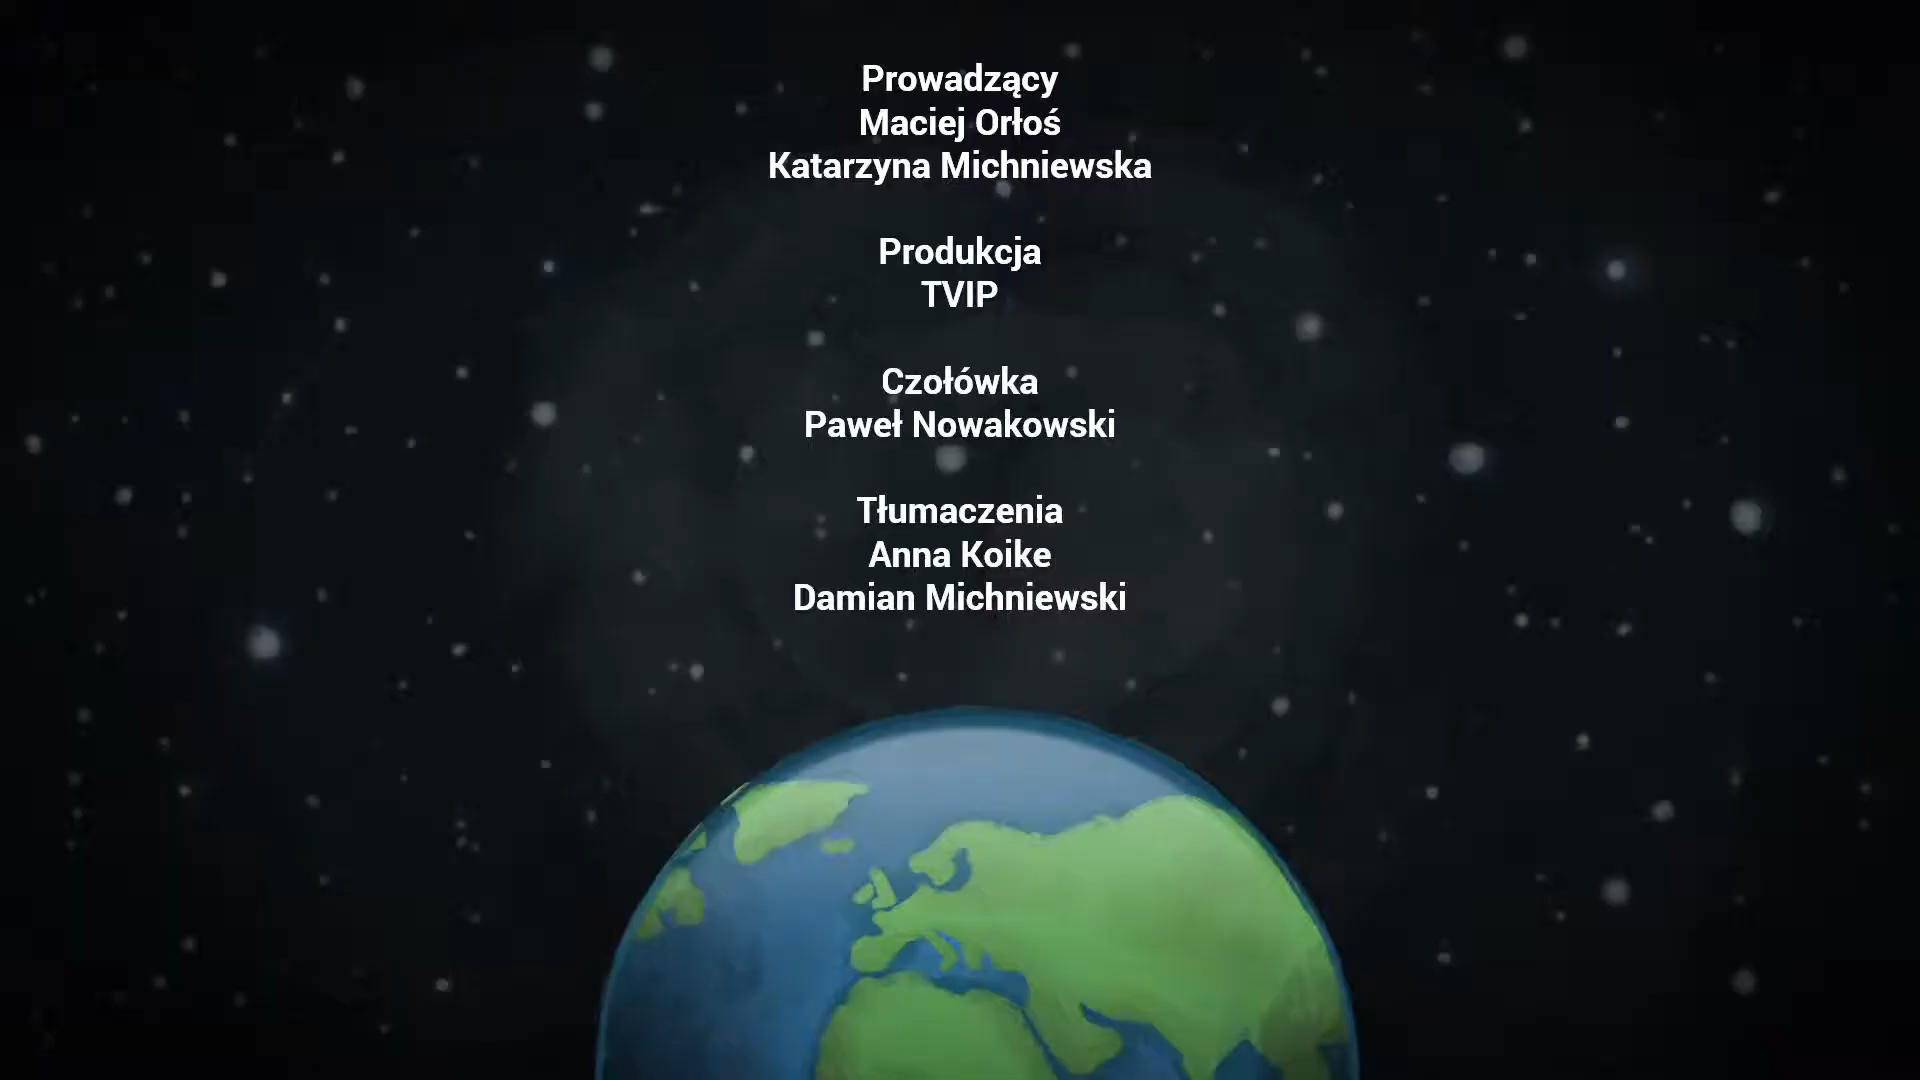 Prowadzący
Maciej Orłoś
Katarzyna Michniewska
Produkcja
TVIP
Czołówka
Paweł Nowakowski
Tłumaczenia
Anna Koike
Damian Michniewski